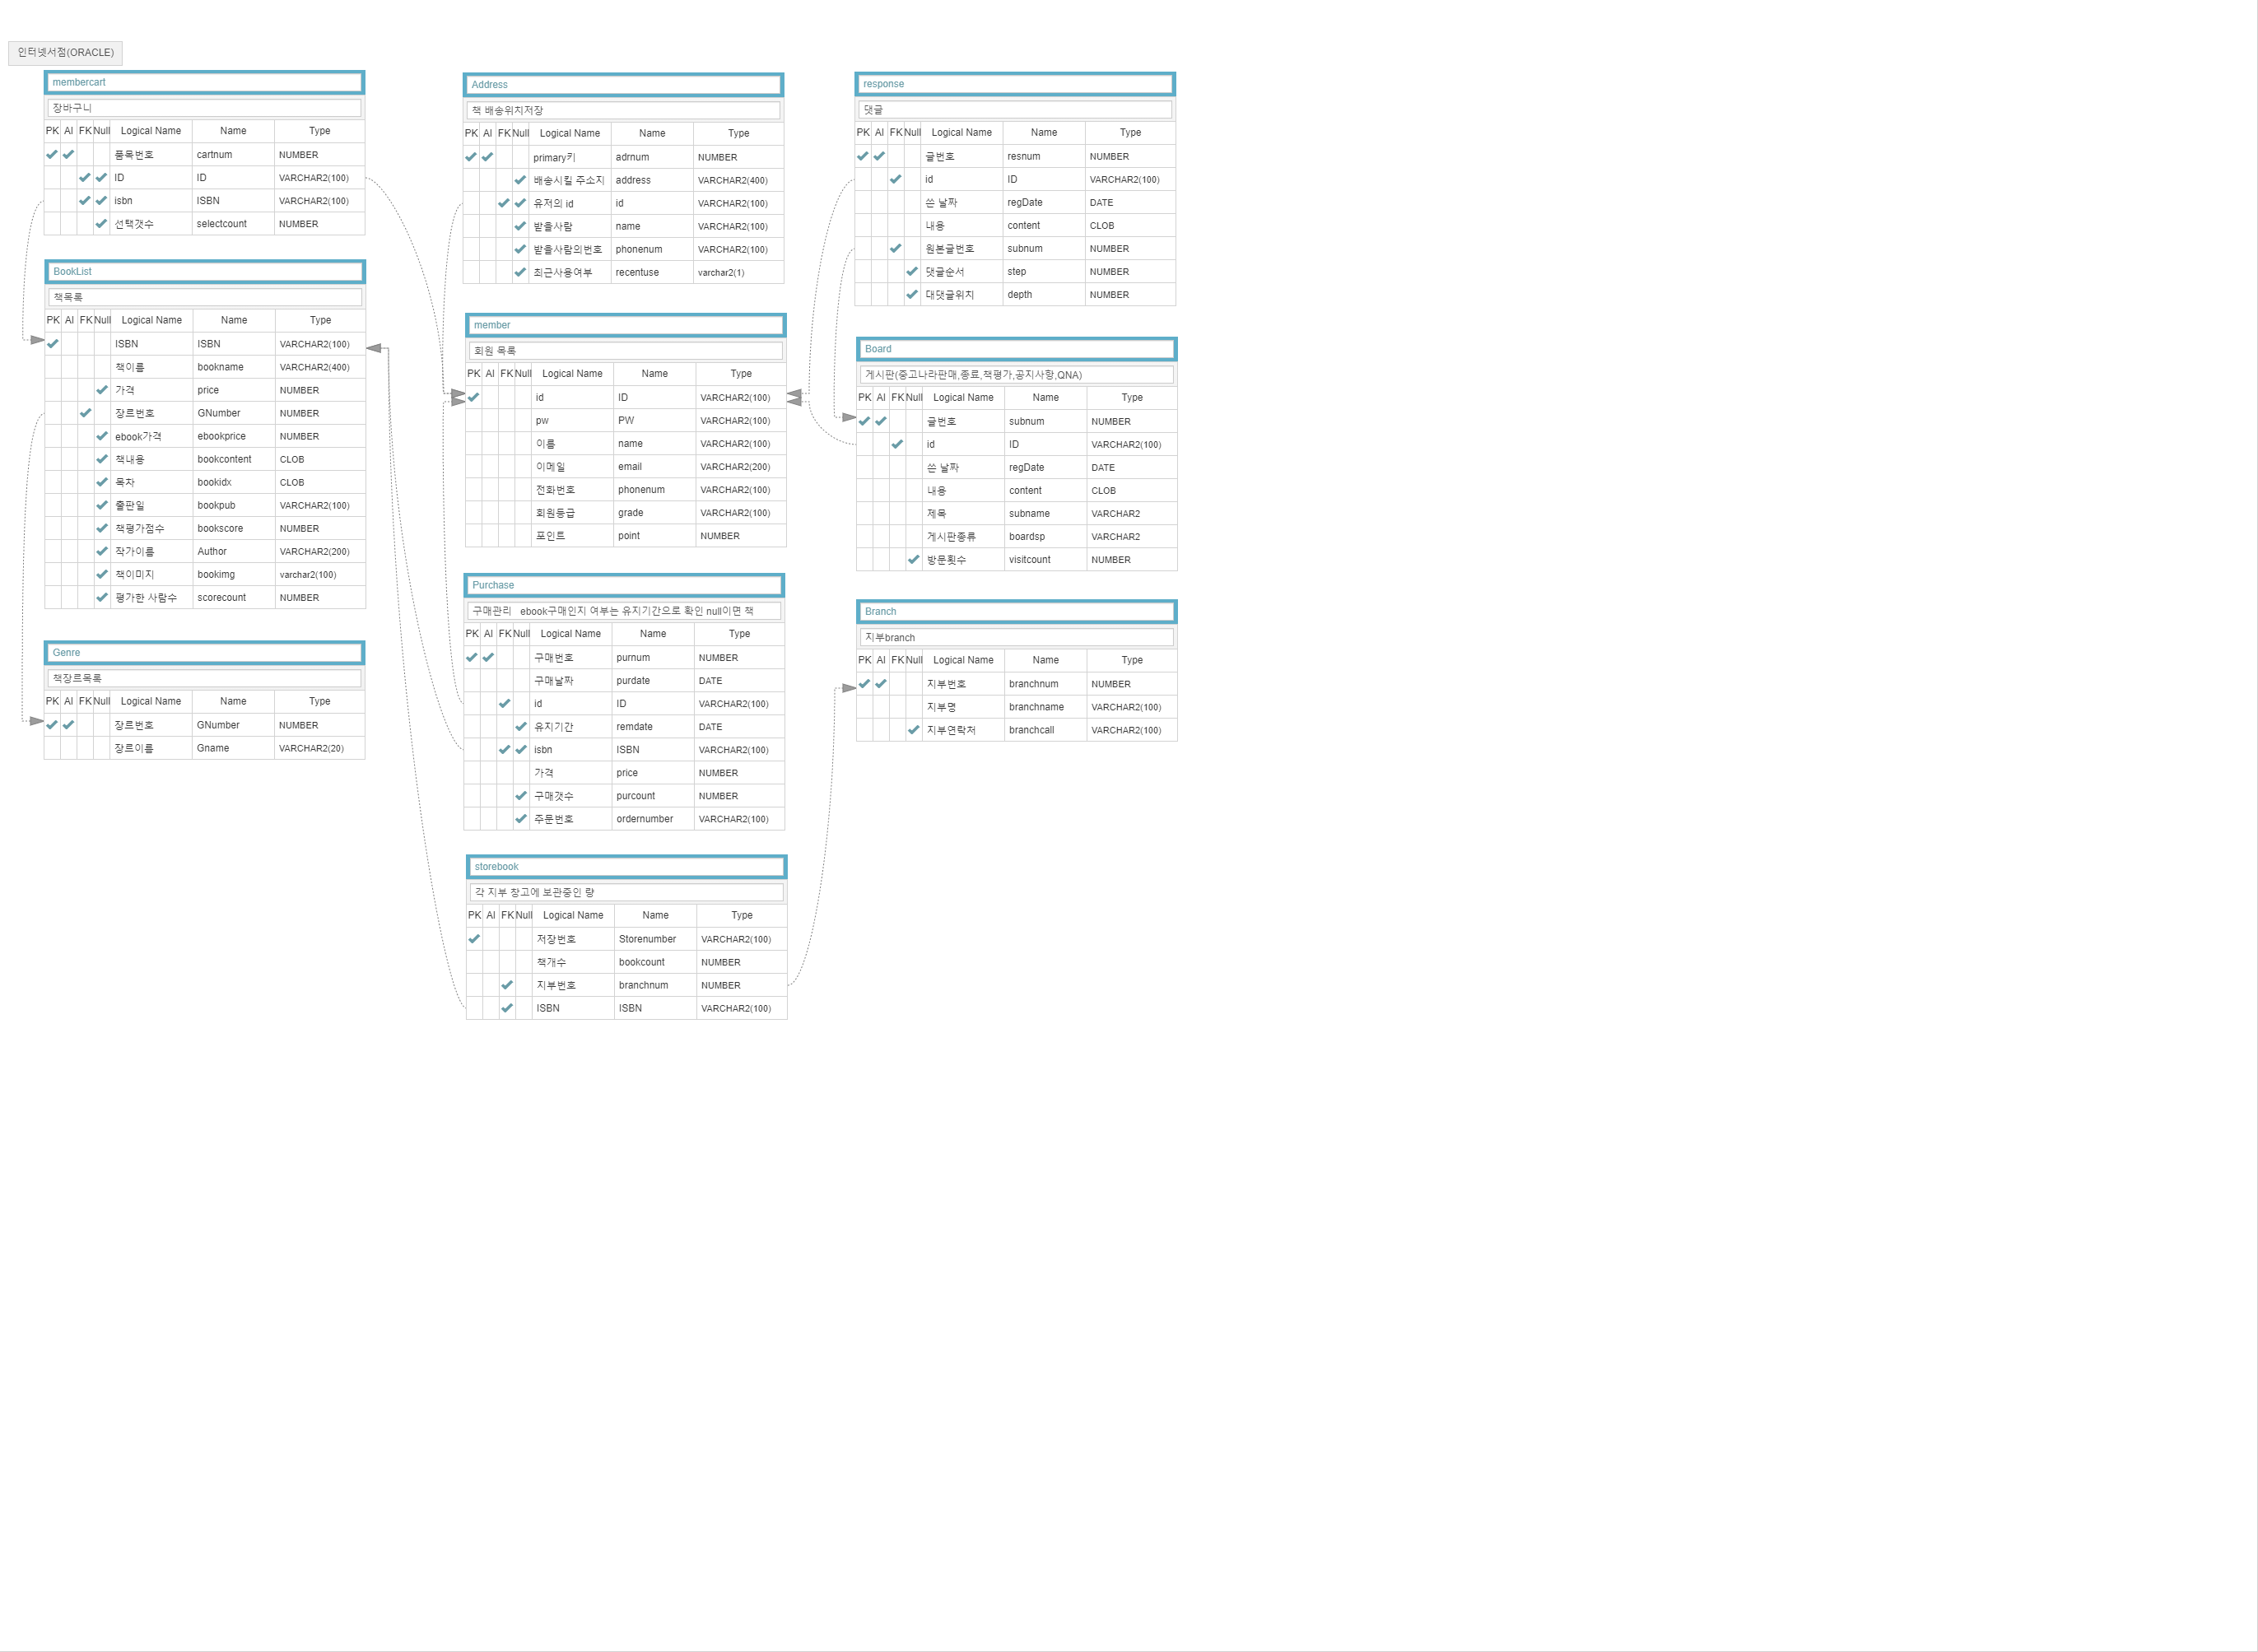 인터넷서점(ORACLE)
membercart
장바구니
PK AI FK Null Logical Name Name Type
품목번호 cartnum NUMBER
ID ID VARCHAR2(100)
isbn ISBN VARCHAR2(100)
선택갯수 selectcount NUMBER
BookList
책목록
PK AI FK Null Logical Name Name Type
ISBN ISBN VARCHAR2(100)
책이름 bookname VARCHAR2(400)
가격 price NUMBER
장르번호 GNumber NUMBER
ebook가격 ebookprice NUMBER
책내용 bookcontent CLOB
목차 bookidx CLOB
출판일 bookpub VARCHAR2(100)
책평가점수 bookscore NUMBER
작가이름 Author VARCHAR2(200)
책이미지 bookimg varchar2(100)
평가한 사람수 scorecount NUMBER
Genre
책장르목록
PK AI FK Null Logical Name Name Type
장르번호 GNumber NUMBER
장르이름 Gname VARCHAR2(20)
Address
책 배송위치저장
PK AI FK Null Logical Name Name Type
primary키 adrnum NUMBER
배송시킬 주소지 address VARCHAR2(400)
유저의 id id VARCHAR2(100)
받을사람 name VARCHAR2(100)
받을사람의번호 phonenum VARCHAR2(100)
최근사용여부 recentuse varchar2(1)
member
회원 목록
PK AI FK Null Logical Name Name Type
id ID VARCHAR2(100)
pw PW VARCHAR2(100)
이름 name VARCHAR2(100)
이메일 email VARCHAR2(200)
전화번호 phonenum VARCHAR2(100)
회원등급 grade VARCHAR2(100)
포인트 point NUMBER
Purchase
구매관리 ebook구매인지 여부는 유지기간으로 확인 null이면 책
PK AI FK Null Logical Name Name Type
구매번호 purnum NUMBER
구매날짜 purdate DATE
id ID VARCHAR2(100)
유지기간 remdate DATE
isbn ISBN VARCHAR2(100)
가격 price NUMBER
구매갯수 purcount NUMBER
주문번호 ordernumber VARCHAR2(100)
storebook
각 지부 창고에 보관중인 량
PK AI FK Null Logical Name Name Type
저장번호 Storenumber VARCHAR2(100)
책개수 bookcount NUMBER
지부번호 branchnum NUMBER
ISBN ISBN VARCHAR2(100)
response
댓글
PK AI FK Null Logical Name Name Type
글번호 resnum NUMBER
id ID VARCHAR2(100)
쓴 날짜 regDate DATE
내용 content CLOB
원본글번호 subnum NUMBER
댓글순서 step NUMBER
대댓글위치 depth NUMBER
Board
게시판(중고나라판매,종료,책평가,공지사항,QNA)
PK AI FK Null Logical Name Name Type
글번호 subnum NUMBER
id ID VARCHAR2(100)
쓴 날짜 regDate DATE
내용 content CLOB
제목 subname VARCHAR2
게시판종류 boardsp VARCHAR2
방문횟수 visitcount NUMBER
Branch
지부branch
PK AI FK Null Logical Name Name Type
지부번호 branchnum NUMBER
지부명 branchname VARCHAR2(100)
지부연락처 branchcall VARCHAR2(100)